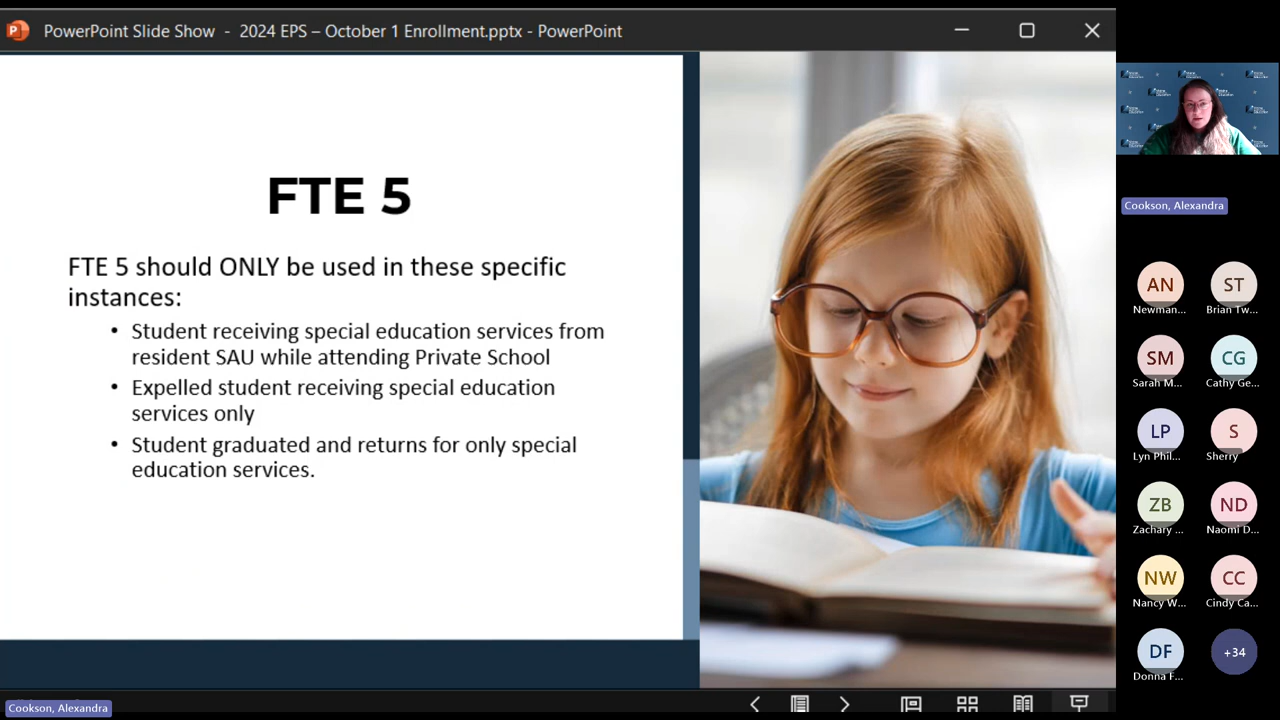 PowerPoint Slide Show - 2024 EPS – October 1 Enrollment.pptx - PowerPoint
FTE 5
FTE 5 should ONLY be used in these specific
instances:
• Student receiving special education services from
resident SAU while attending Private School
• Expelled student receiving special education
services only
• Student graduated and returns for only special
education services.
Cookson, Alexandra
Cookson, Alexandra
AN
Newman...
ST
Brian Tw...
SM
Sarah M...
CG
Cathy Ge...
LP
Lyn Phil...
S
Sherry
ZB
Zachary ...
ND
Naomi D...
NW
Nancy W...
CC
Cindy Ca...
DF
Donna F...
+34